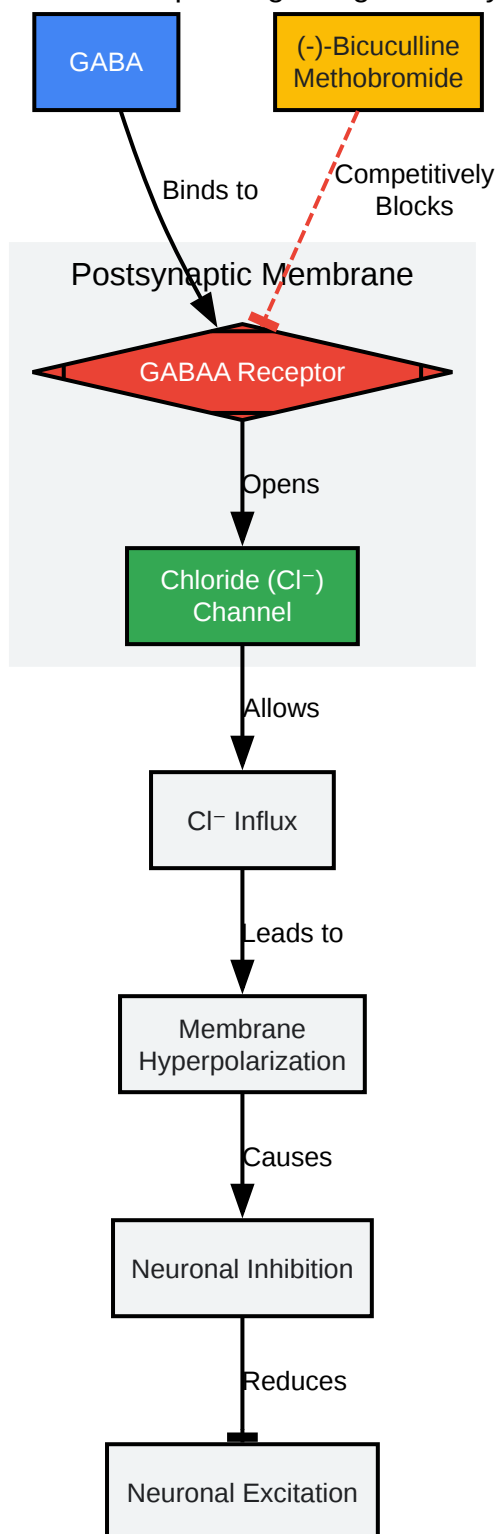 GABA
(-)-Bicuculline
Methobromide
Binds to
Competitively
Blocks
Postsynaptic Membrane
GABAA Receptor
Opens
Chloride (Cl⁻)
Channel
Allows
Cl⁻ Influx
Leads to
Membrane
Hyperpolarization
Causes
Neuronal Inhibition
Reduces
Neuronal Excitation